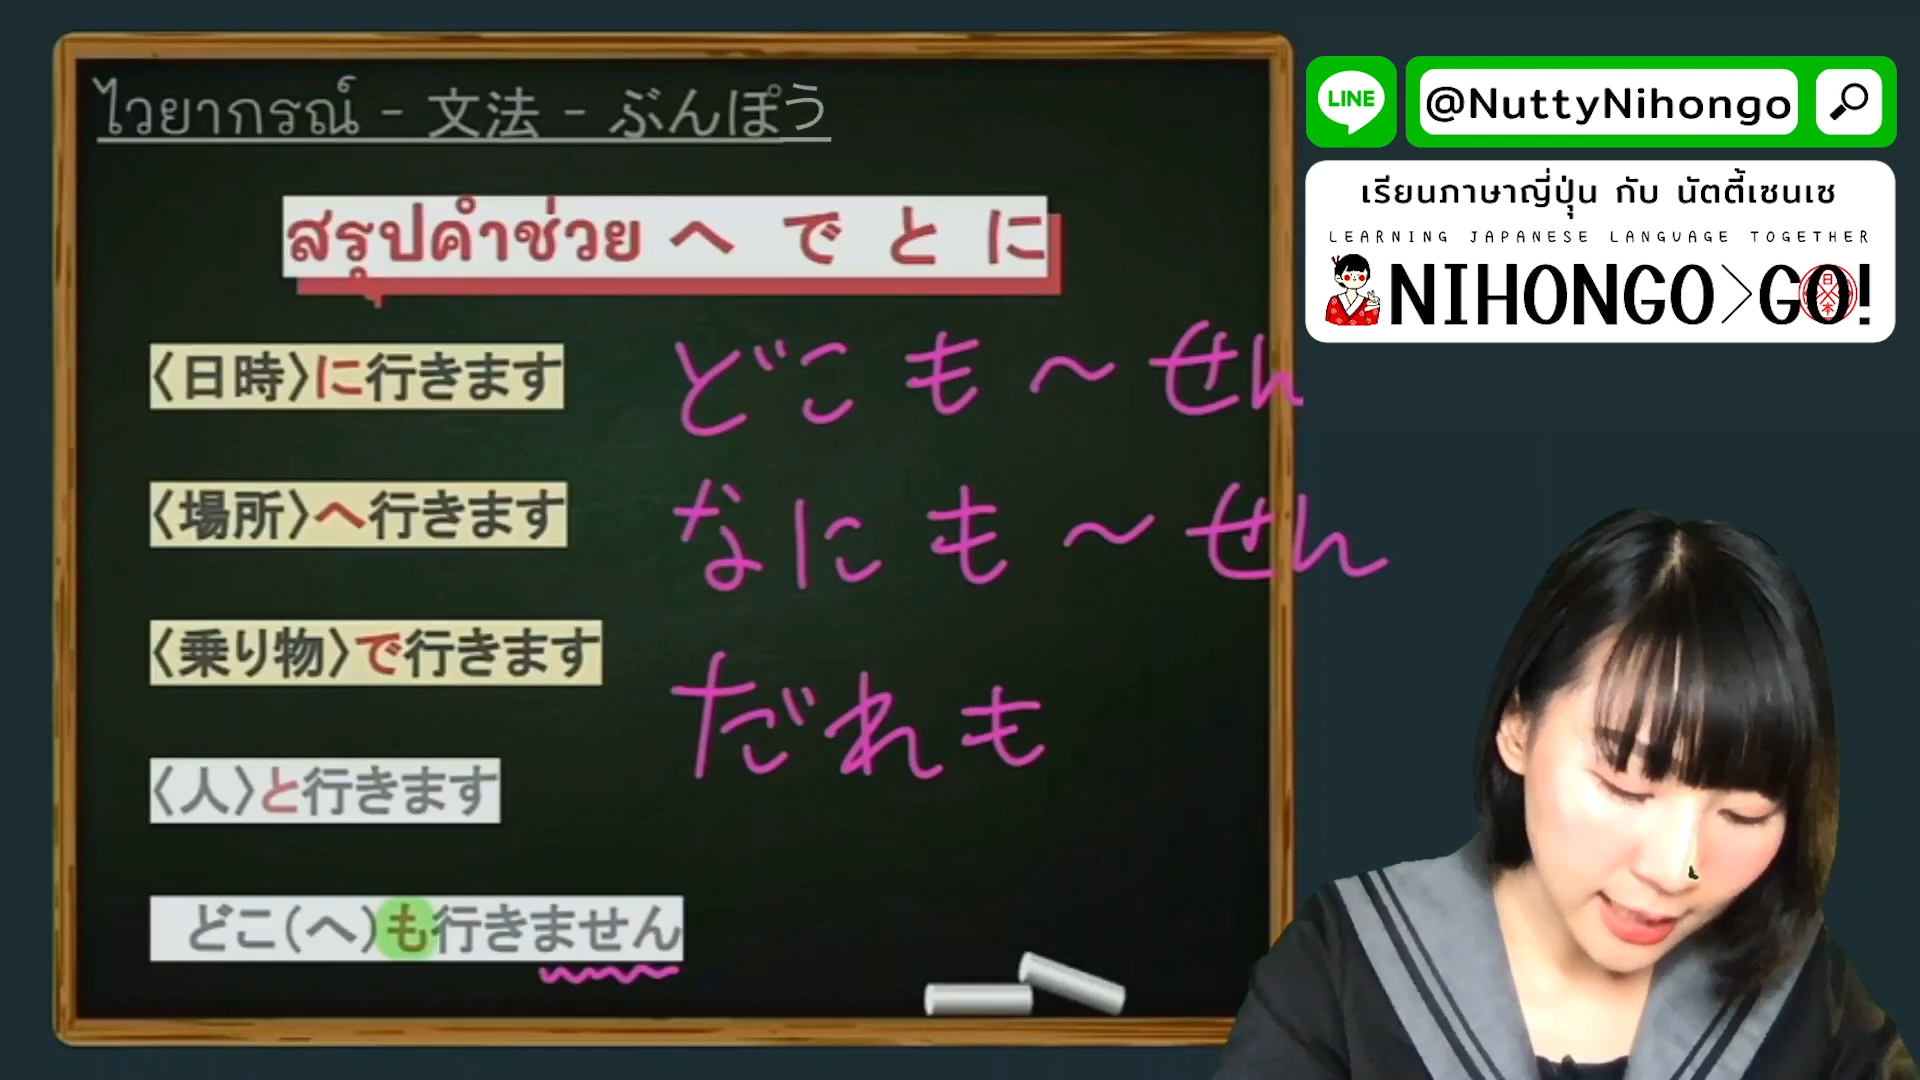 ไวยากรณ์ - 文法 - ぶんぽう
สรุปคำช่วย へ で と に
〈日時〉に行きます
〈場所〉へ行きます
〈乗り物〉で行きます
〈人〉と行きます
どこ(へ)も行きません
どこも～せん
なにも～せん
だれも
LINE
@NuttyNihongo
เรียนภาษาญี่ปุ่น กับ นัตตี้เซนเซ
LEARNING JAPANESE LANGUAGE TOGETHER
NIHONGO>GO!